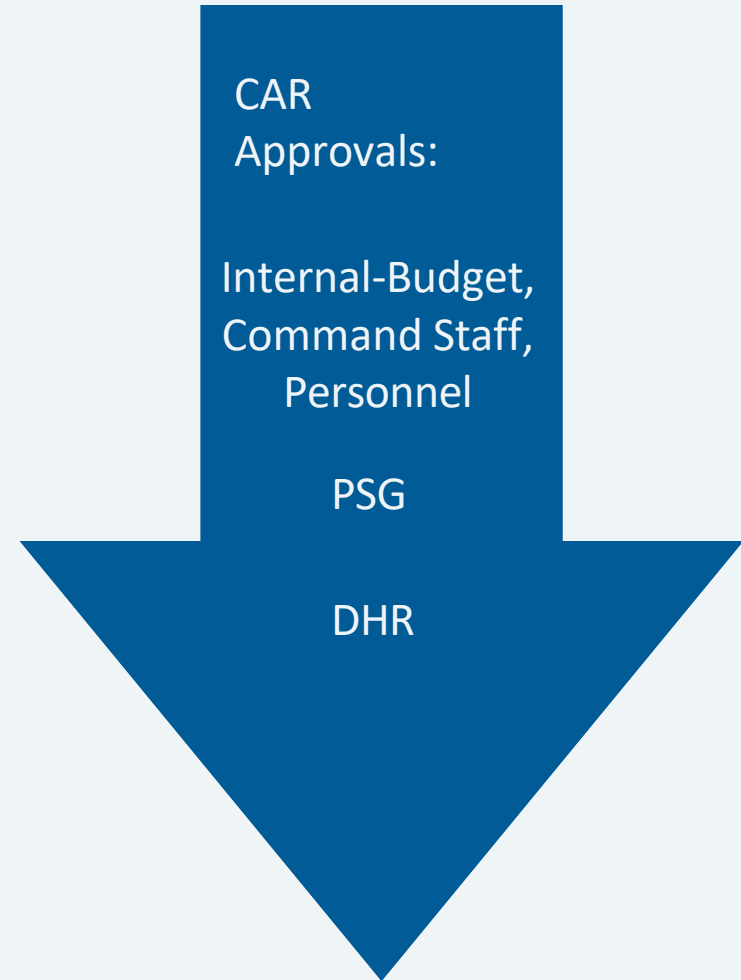 CAR
Approvals:
Internal-Budget,
Command Staff,
Personnel
PSG
DHR